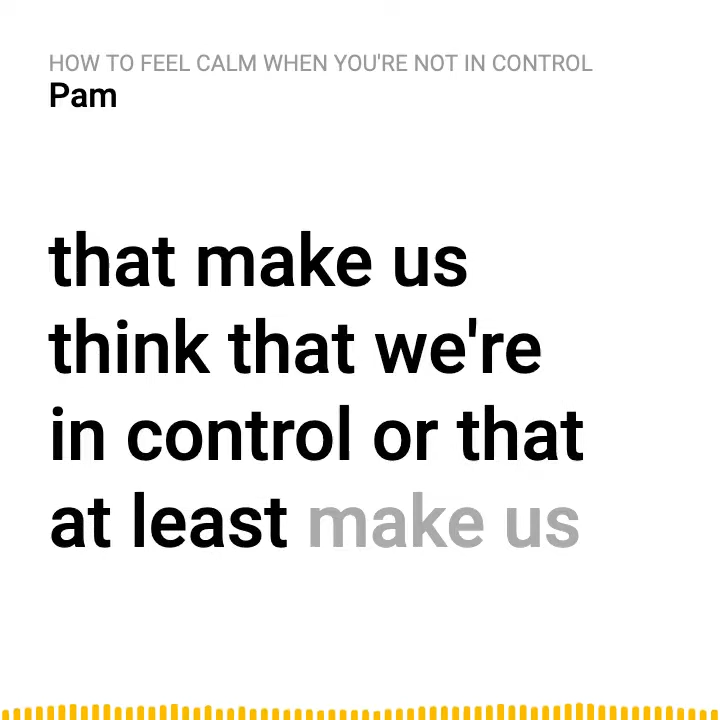 HOW TO FEEL CALM WHEN YOU'RE NOT IN CONTROL
Pam
that make us
think that we're
in control or that
at least make us